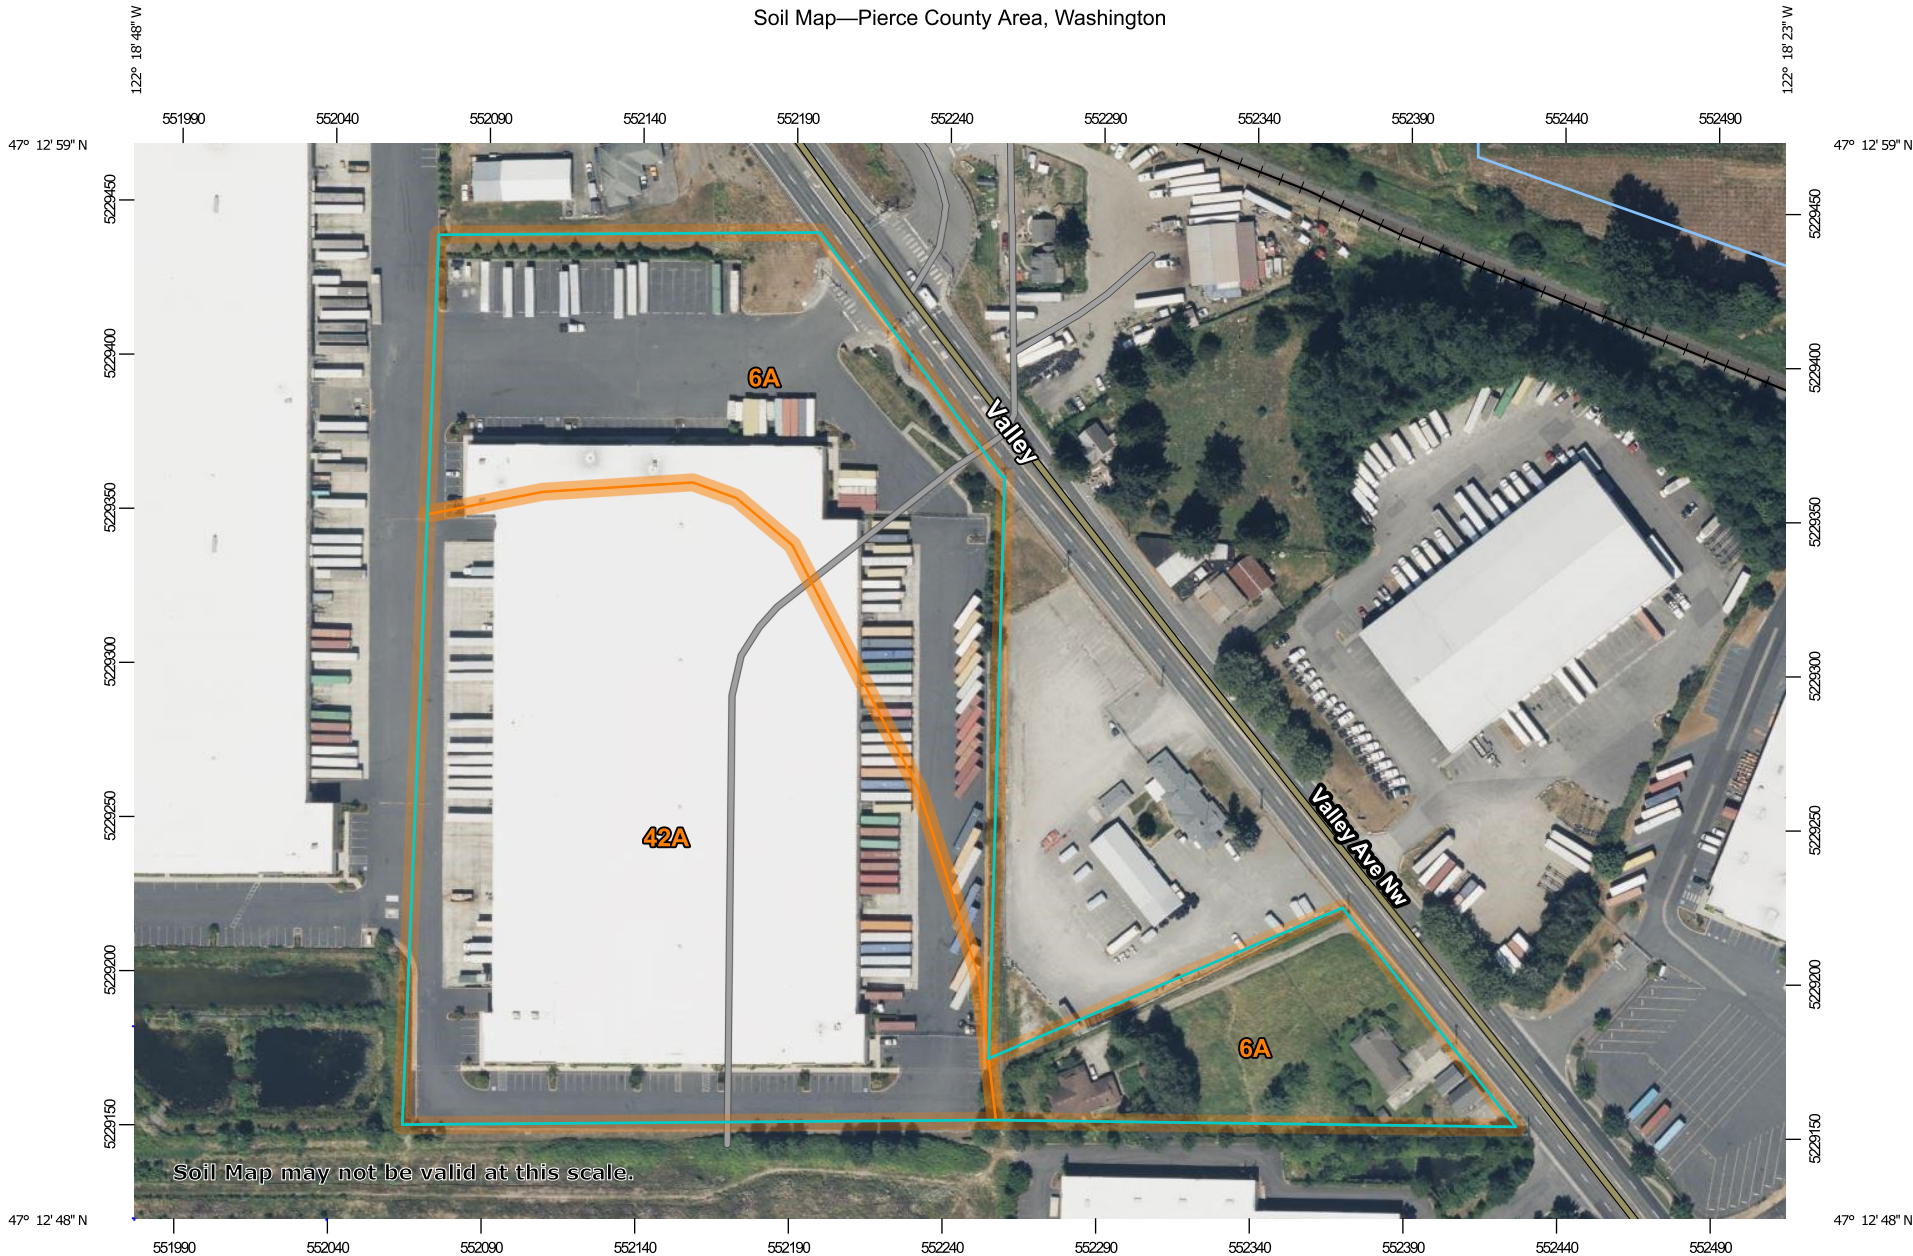 Soil Map—Pierce County Area, Washington
122° 18' 48" W
122° 18' 23" W
551990 552040 552090 552140 552190 552240 552290 552340 552390 552440 552490
47° 12' 59" N
47° 12' 59" N
5229450
5229450
5229400
5229400
6A
Valley
5229350
5229350
5229300
5229300
5229250
5229250
42A
Valley Ave Nw
5229200
5229200
6A
5229150
5229150
Soil Map may not be valid at this scale.
47° 12' 48" N
47° 12' 48" N
551990 552040 552090 552140 552190 552240 552290 552340 552390 552440 552490